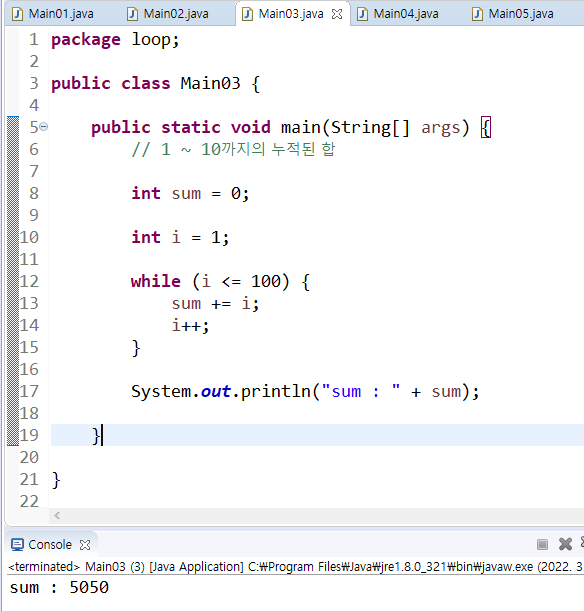 Main01.java Main02.java Main03.java Main04.java Main05.java
1 package loop;
2
3 public class Main03 {
4
5 public static void main(String[] args) {
6 // 1 ~ 10까지의 누적된 합
7
8 int sum = 0;
9
10 int i = 1;
11
12 while (i <= 100) {
13 sum += i;
14 i++;
15 }
16
17 System.out.println("sum : " + sum);
18
19 }
20
21 }
22
Console
<terminated> Main03 (3) [Java Application] C:₩Program Files₩Java₩jre1.8.0_321₩bin₩javaw.exe (2022. 3
sum : 5050